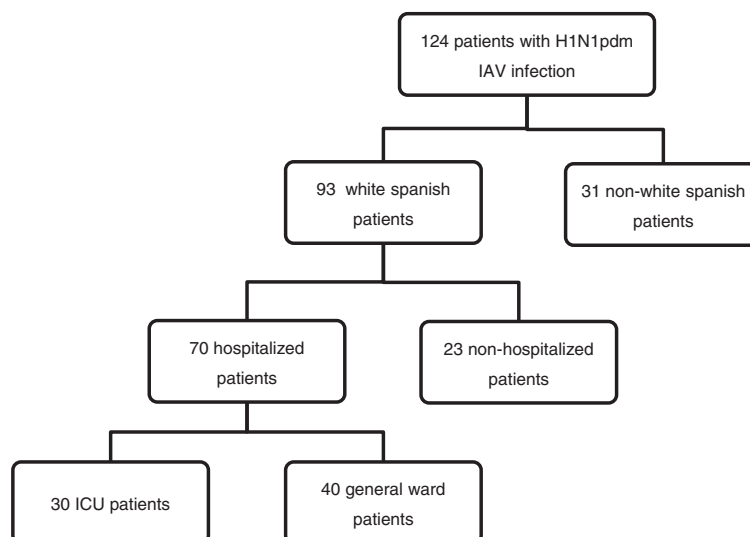 124 patients with H1N1pdm
IAV infection
93 white spanish
patients
31 non-white spanish
patients
70 hospitalized
patients
23 non-hospitalized
patients
30 ICU patients
40 general ward
patients